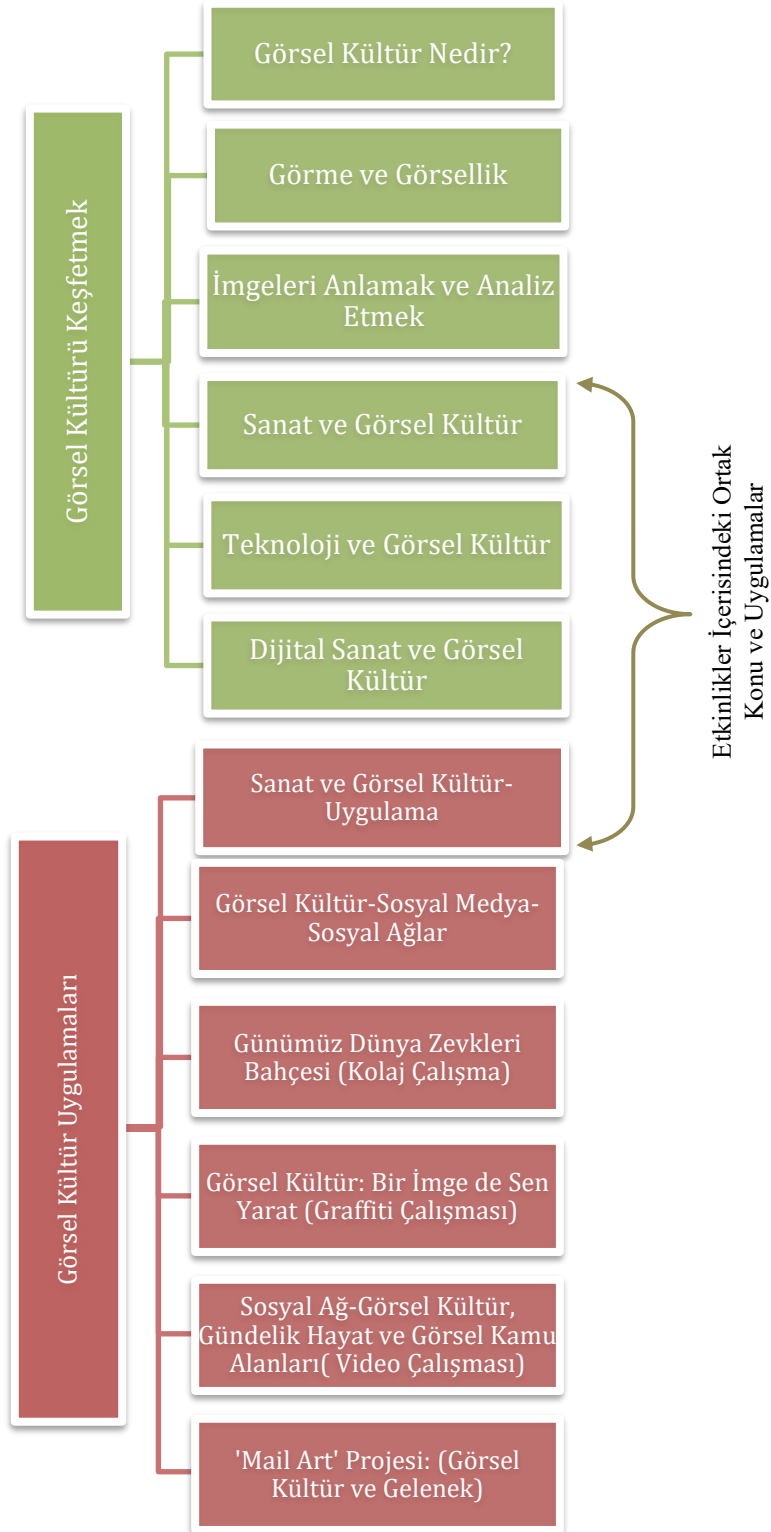 Görsel Kültürü Keşfetmek
Görsel Kültür Nedir?
Görme ve Görsellik
İmgeleri Anlamak ve Analiz
Etmek
Sanat ve Görsel Kültür
Teknoloji ve Görsel Kültür
Dijital Sanat ve Görsel
Kültür
Görsel Kültür Uygulamaları
Sanat ve Görsel Kültür-
Uygulama
Görsel Kültür-Sosyal Medya-
Sosyal Ağlar
Günümüz Dünya Zevkleri
Bahçesi (Kolaj Çalışma)
Görsel Kültür: Bir İmge de Sen
Yarat (Graffiti Çalışması)
Sosyal Ağ-Görsel Kültür,
Gündelik Hayat ve Görsel Kamu
Alanları( Video Çalışması)
'Mail Art' Projesi: (Görsel
Kültür ve Gelenek)
Etkinlikler İçerisindeki Ortak
Konu ve Uygulamalar